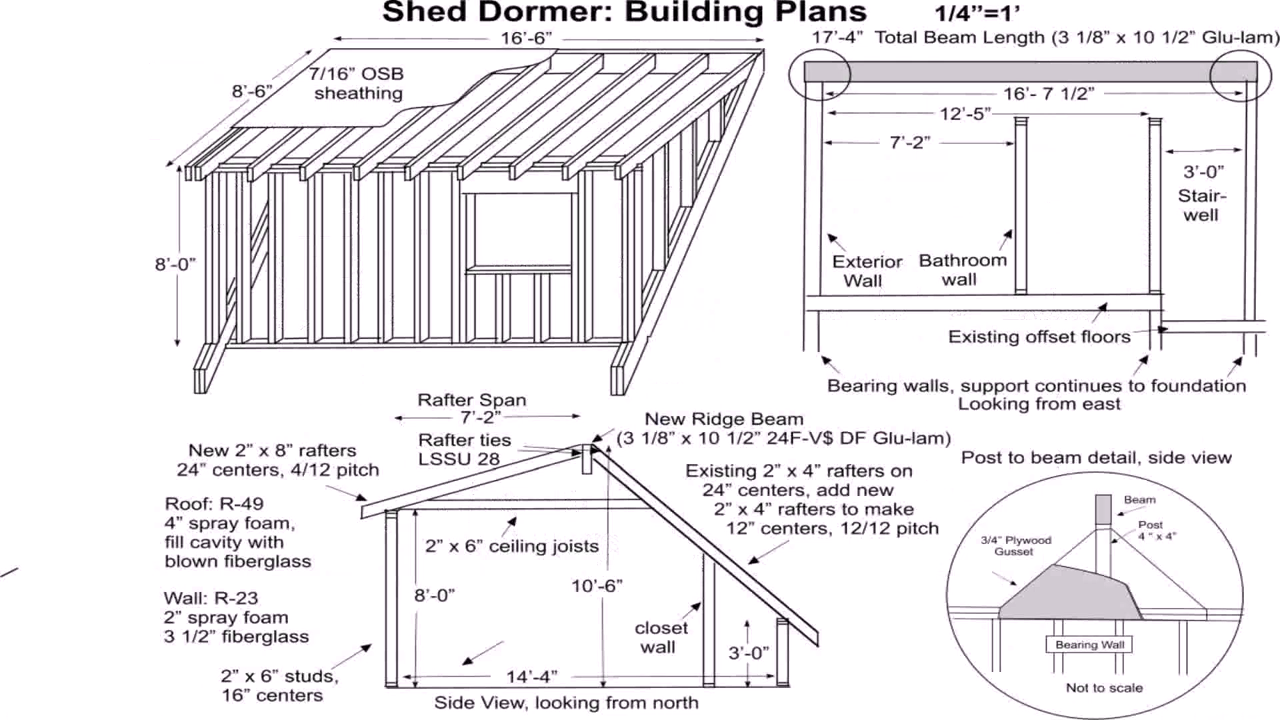 Shed Dormer: Building Plans
1/4”=1’
16’-6”
7/16” OSB
sheathing
8’-6”
8’-0”
17’-4” Total Beam Length (3 1/8” x 10 1/2” Glu-lam)
16’- 7 1/2”
12’-5”
7’-2”
3’-0”
Stair-
well
Exterior
Wall
Bathroom
wall
Existing offset floors
Bearing walls, support continues to foundation
Looking from east
Rafter Span
7’-2”
Rafter ties
LSSU 28
New Ridge Beam
(3 1/8” x 10 1/2” 24F-V$ DF Glu-lam)
New 2” x 8” rafters
24” centers, 4/12 pitch
Roof: R-49
4” spray foam,
fill cavity with
blown fiberglass
Wall: R-23
2” spray foam
3 1/2” fiberglass
2” x 6” studs,
16” centers
Existing 2” x 4” rafters on
24” centers, add new
2” x 4” rafters to make
12” centers, 12/12 pitch
2” x 6” ceiling joists
8’-0”
10’-6”
closet
wall
3’-0”
14’-4”
Side View, looking from north
Post to beam detail, side view
Beam
Post
4 “ x 4”
3/4” Plywood
Gusset
Bearing Wall
Not to scale